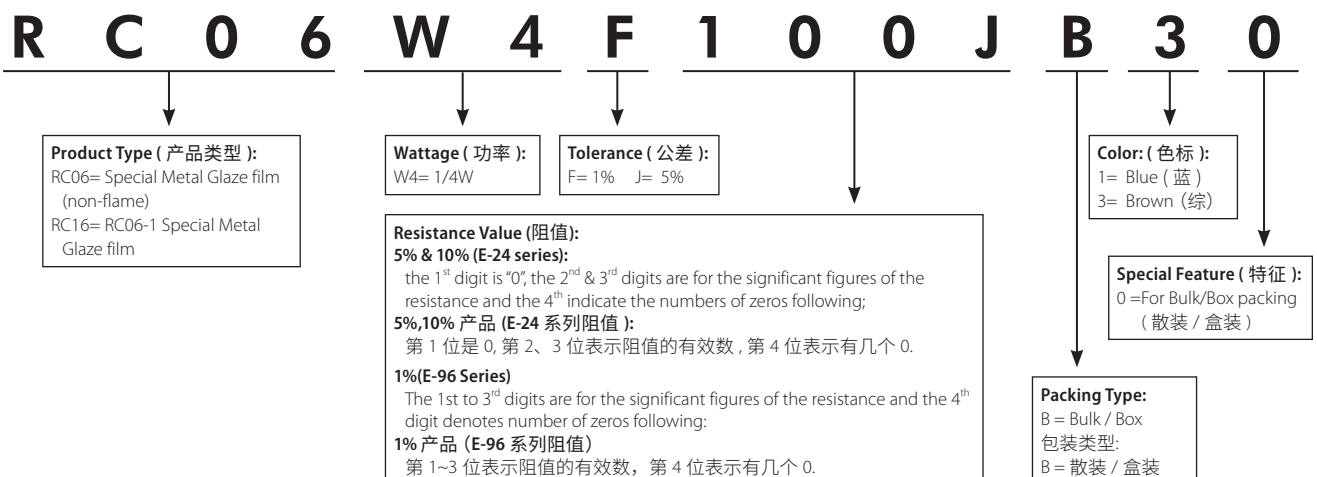 R C 0 6 W 4 F 1 0 0 J B 3 0
Product Type ( 产品类型 ):
RC06= Special Metal Glaze film
(non-flame)
RC16= RC06-1 Special Metal
Glaze film
Wattage ( 功率 ):
W4= 1/4W
Tolerance ( 公差 ):
F= 1% J= 5%
Resistance Value (阻值):
5% & 10% (E-24 series):
the 1st digit is "0", the 2nd & 3rd digits are for the significant figures of the
resistance and the 4th indicate the numbers of zeros following;
5%,10% 产品 (E-24 系列阻值 ):
第 1 位是 0, 第 2、3 位表示阻值的有效数 , 第 4 位表示有几个 0.
1%(E-96 Series)
The 1st to 3rd digits are for the significant figures of the resistance and the 4th
digit denotes number of zeros following:
1% 产品（E-96 系列阻值）
第 1~3 位表示阻值的有效数，第 4 位表示有几个 0.
Color: ( 色标 ):
1= Blue ( 蓝 )
3= Brown（综）
Special Feature ( 特征 ):
0 =For Bulk/Box packing
( 散装 / 盒装 )
Packing Type:
B = Bulk / Box
包装类型:
B = 散装 / 盒装